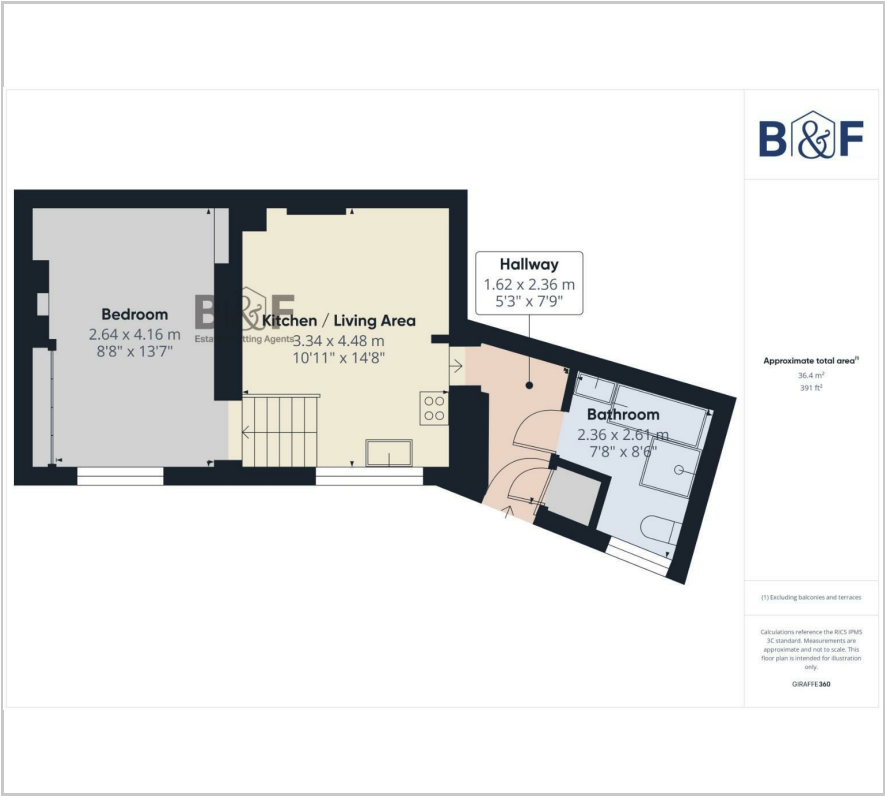 B&F
Hallway
1.62 x 2.36 m
5'3" x 7'9"
Bedroom
2.64 x 4.16 m
8'8" x 13'7"
B&F
Kitchen / Living Area
3.34 x 4.48 m
10'11" x 14'8"
Bathroom
2.36 x 2.61 m
7'8" x 8'6"
Approximate total area⁽¹⁾
36.4 m²
391 ft²
(1) Excluding balconies and terraces
Calculations reference the RICS IPMS
3C standard. Measurements are
approximate and not to scale. This
floor plan is intended for illustration
only.
GIRAFFE360